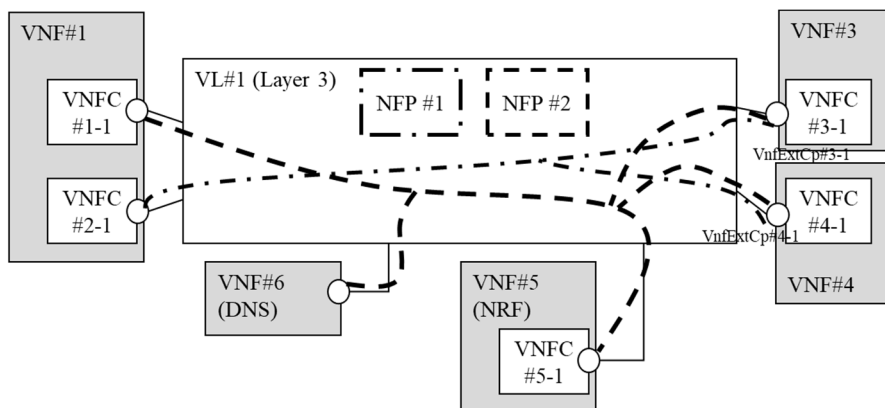 VNF#1
VNFC
#1-1
VNFC
#2-1
VL#1 (Layer 3)
NFP #1
NFP #2
VNF#3
VNFC
#3-1
VnfExtCp#3-1
VNFC
#4-1
VnfExtCp#4-1
VNF#4
VNF#6
(DNS)
VNF#5
(NRF)
VNFC
#5-1